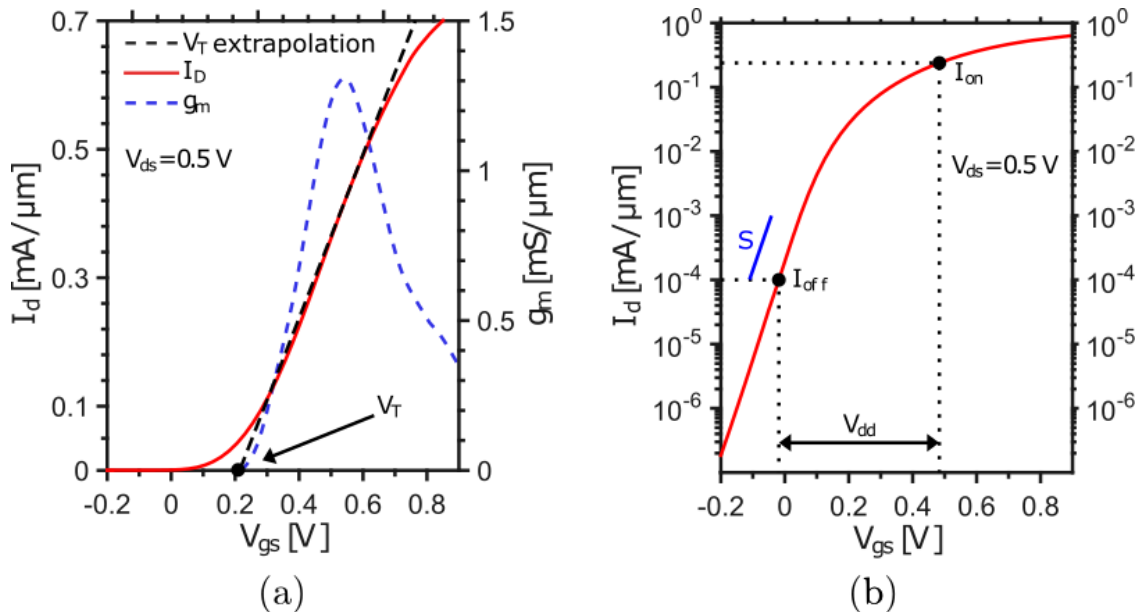 0.7
0.5
0.3
0.1
0
-0.2 0 0.2 0.4 0.6 0.8
V_gs [V]
I_d [mA/μm]
1.5
1
0.5
0
g_m [mS/μm]
V_T extrapolation
I_D
g_m
V_ds=0.5 V
V_T
(a)
10^0
10^-1
10^-2
10^-3
10^-4
10^-5
10^-6
-0.2 0 0.2 0.4 0.6 0.8
V_gs [V]
I_d [mA/μm]
10^0
10^-1
10^-2
10^-3
10^-4
10^-5
10^-6
I_on
V_ds=0.5 V
S
I_off
V_dd
(b)